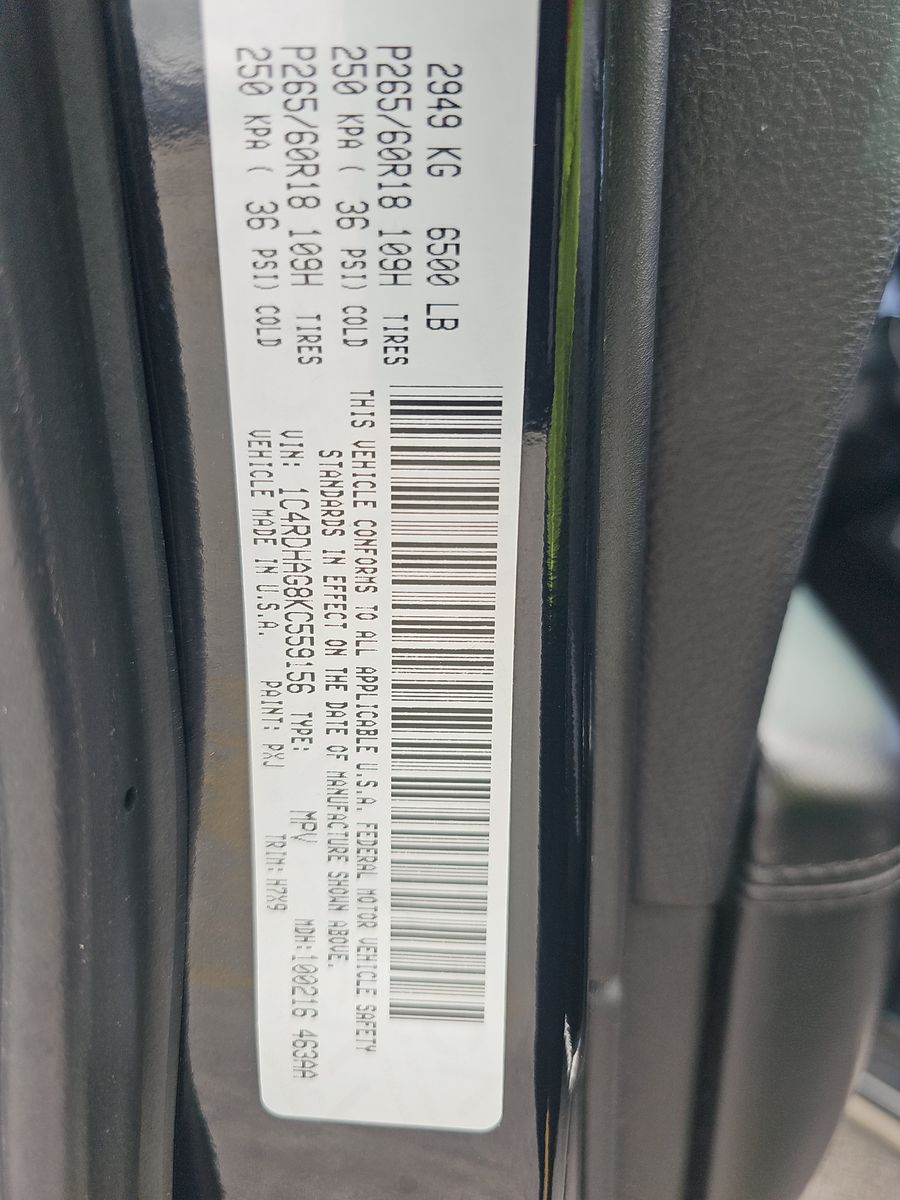 2949 KG 6500 LB
P265/60R18 109H TIRES
250 KPA ( 36 PSI) COLD
P265/60R18 109H TIRES
250 KPA ( 36 PSI) COLD
THIS VEHICLE CONFORMS TO ALL APPLICABLE U.S.A. FEDERAL MOTOR VEHICLE SAFETY
STANDARDS IN EFFECT ON THE DATE OF MANUFACTURE SHOWN ABOVE.
VIN: 1C4RDHAG8KC559156 TYPE: MPV MDH:100216 463AA
VEHICLE MADE IN U.S.A. PAINT: PXJ TRIM: H7X9